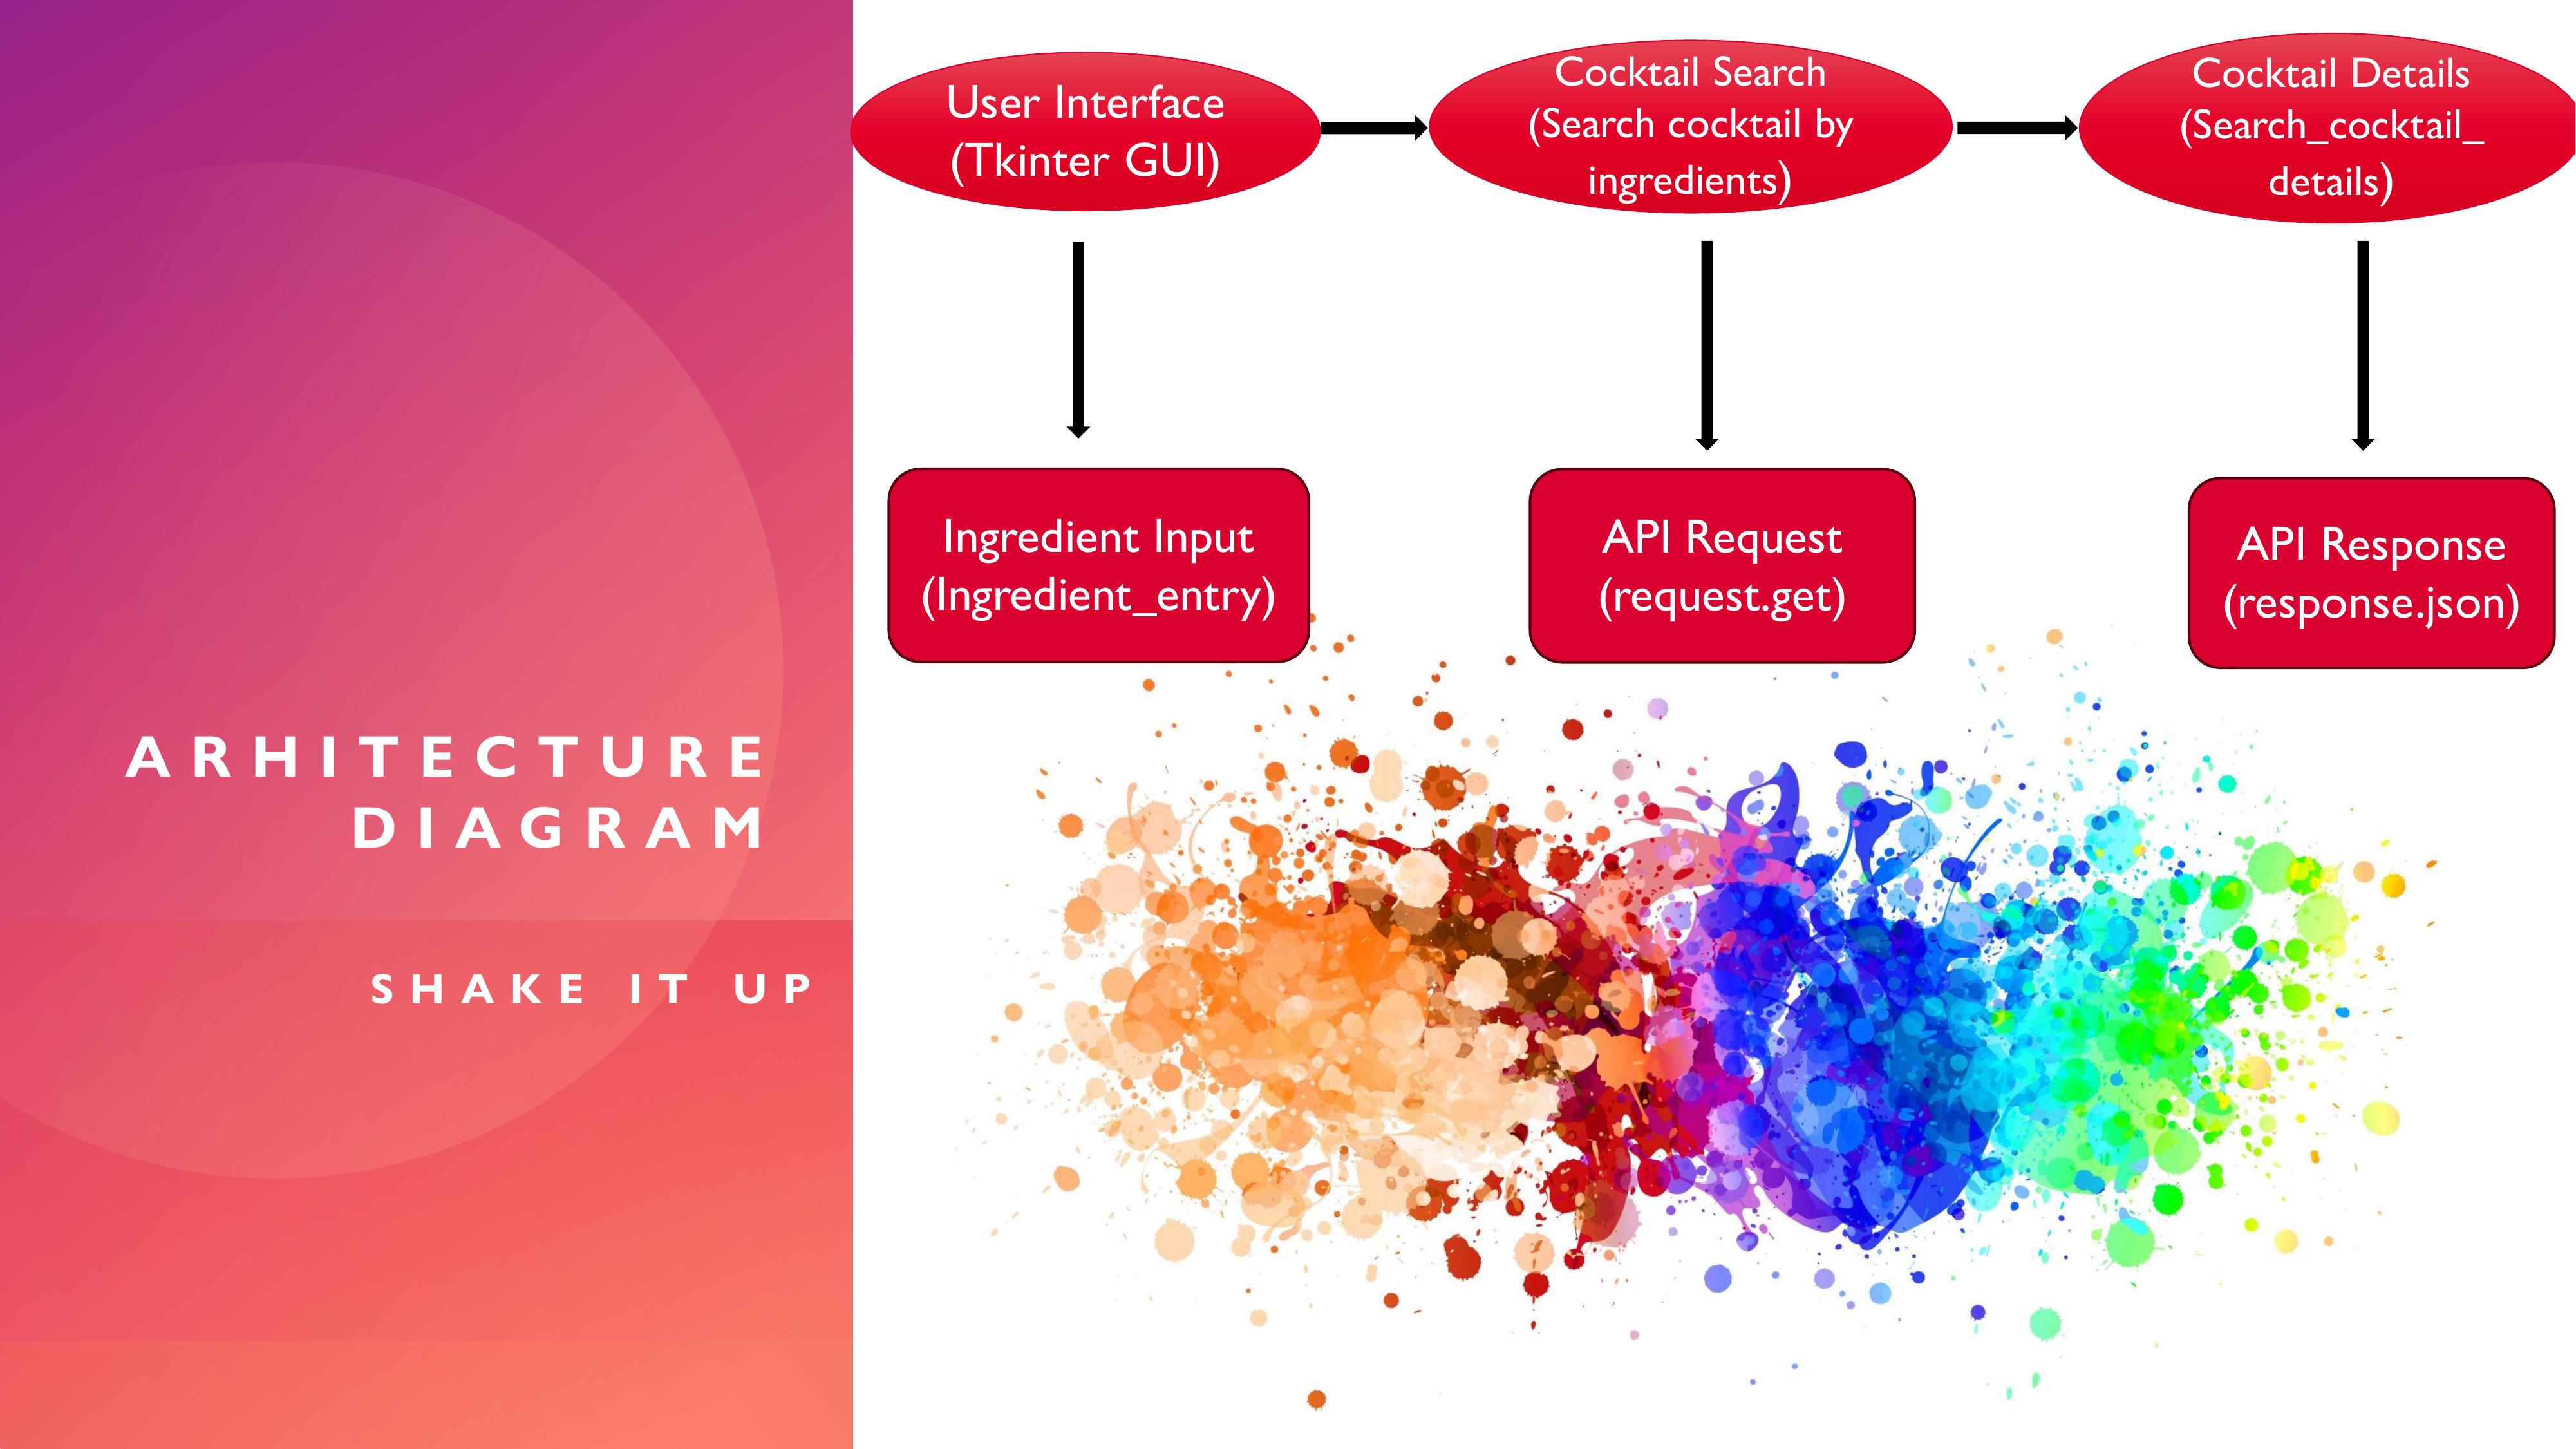 ARHITECTURE
DIAGRAM
SHAKE IT UP
User Interface
(Tkinter GUI)
Cocktail Search
(Search cocktail by
ingredients)
Cocktail Details
(Search_cocktail_
details)
Ingredient Input
(Ingredient_entry)
API Request
(request.get)
API Response
(response.json)